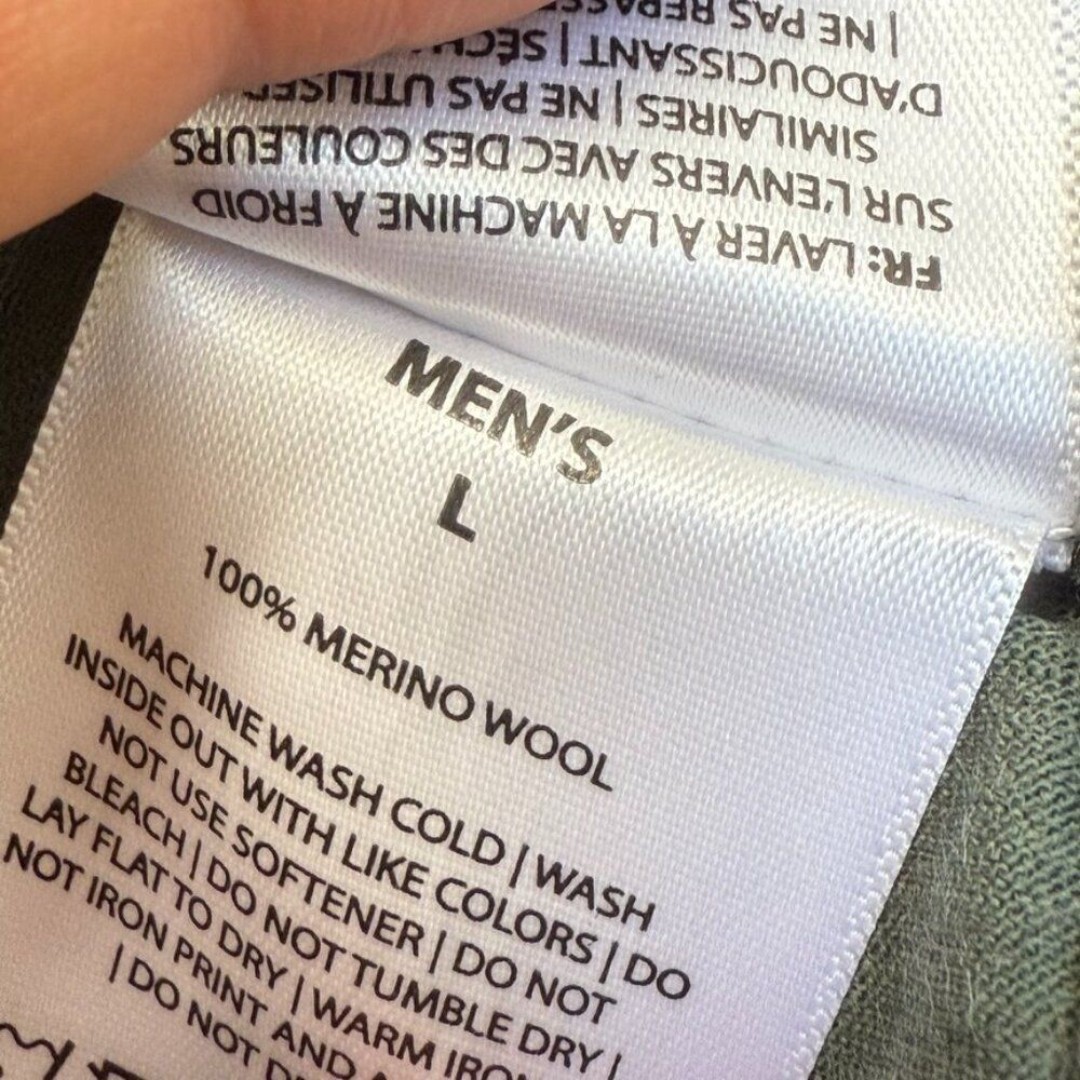 MEN'S
L
100% MERINO WOOL
MACHINE WASH COLD | WASH
INSIDE OUT WITH LIKE COLORS | DO
NOT USE SOFTENER | DO NOT
BLEACH | DO NOT TUMBLE DRY |
LAY FLAT TO DRY | WARM IRON
NOT IRON PRINT AND
| DO NOT
FR: LAVER À LA MACHINE À FROID
SUR L'ENVERS AVEC DES COULEURS
SIMILAIRES | NE PAS UTILISER
D'ADOUCISSANT |
| NE PAS